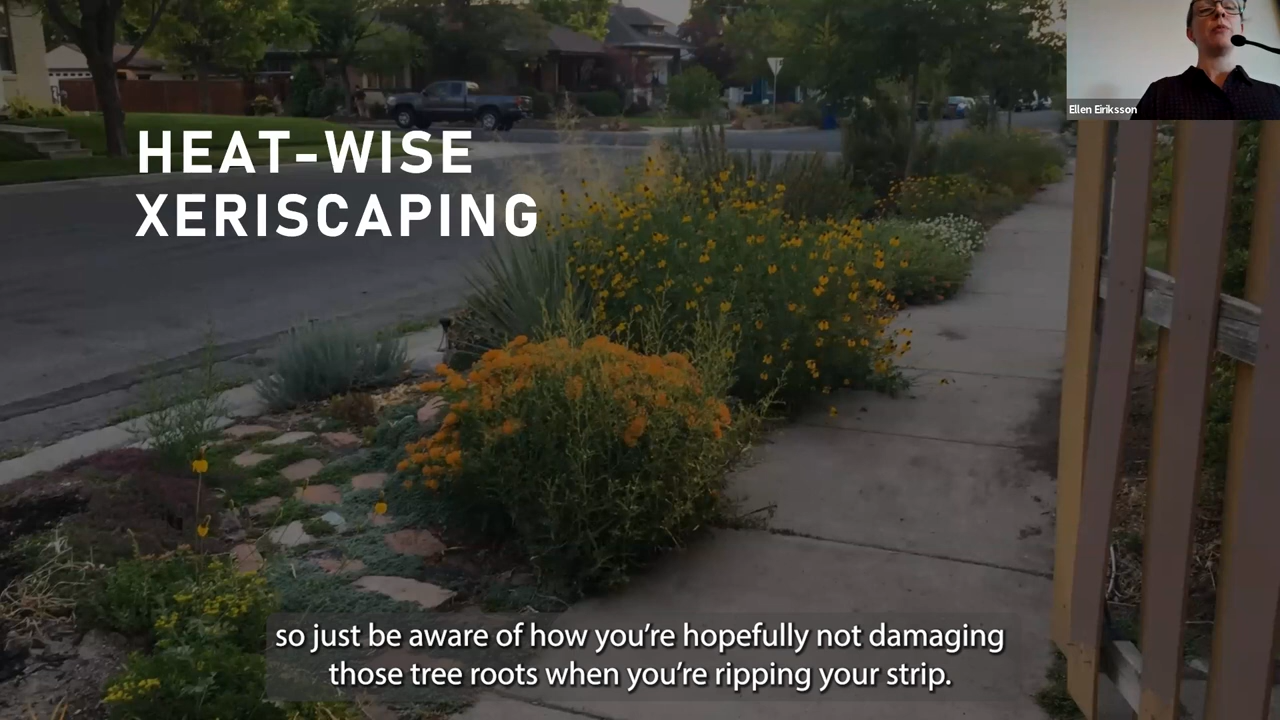 HEAT-WISE
XERISCAPING
Ellen Eiriksson
so just be aware of how you're hopefully not damaging
those tree roots when you're ripping your strip.